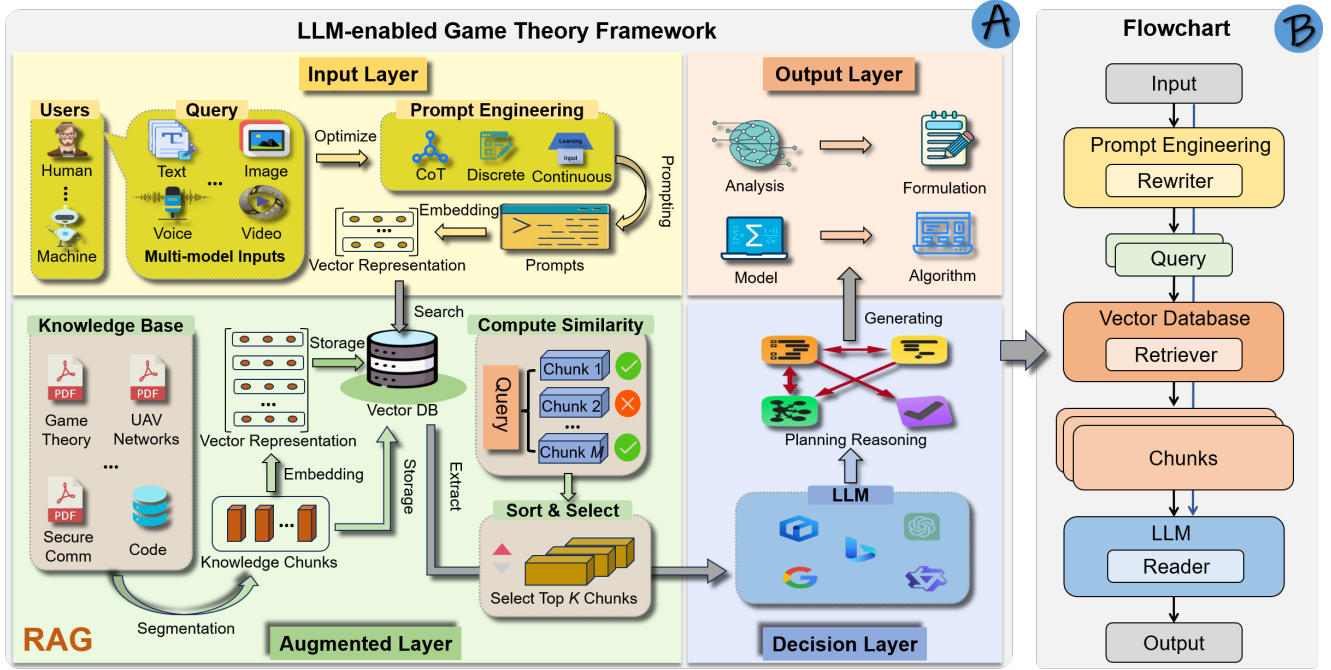 LLM-enabled Game Theory Framework
A
Input Layer
Users
Human
Machine
Query
Text
Image
...
Voice
Video
Multi-model Inputs
Optimize
Prompt Engineering
CoT
Discrete
Learning
Input
Continuous
Prompting
Prompts
Embedding
...
Vector Representation
Search
Output Layer
Analysis
Formulation
Model
Algorithm
Generating
Knowledge Base
PDF
Game
Theory
PDF
UAV
Networks
...
PDF
Secure
Comm
Code
Segmentation
Knowledge Chunks
...
Embedding
Vector Representation
...
Storage
Storage
Vector DB
Extract
Compute Similarity
Query
Chunk 1
Chunk 2
...
Chunk M
Sort & Select
Select Top K Chunks
RAG
Augmented Layer
Planning Reasoning
LLM
Decision Layer
Flowchart
B
Input
Prompt Engineering
Rewriter
Query
Vector Database
Retriever
Chunks
LLM
Reader
Output